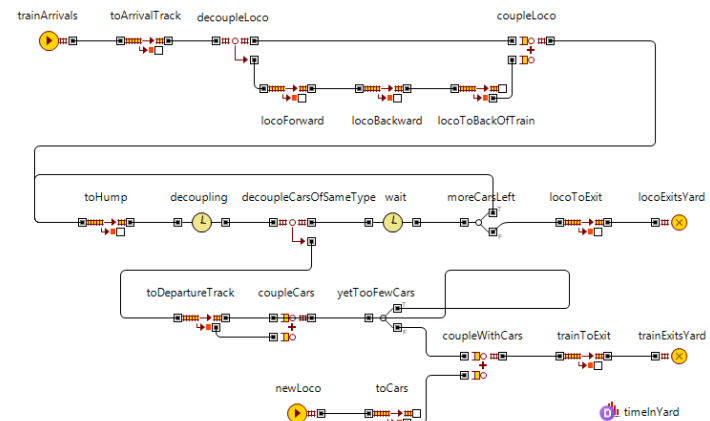 trainArrivals
toArrivalTrack
decoupleLoco
coupleLoco
locoForward
locoBackward
locoToBackOfTrain
toHump
decoupling
decoupleCarsOfSameType
wait
moreCarsLeft
locoToExit
locoExitsYard
toDepartureTrack
coupleCars
yetTooFewCars
coupleWithCars
trainToExit
trainExitsYard
newLoco
toCars
timeInYard